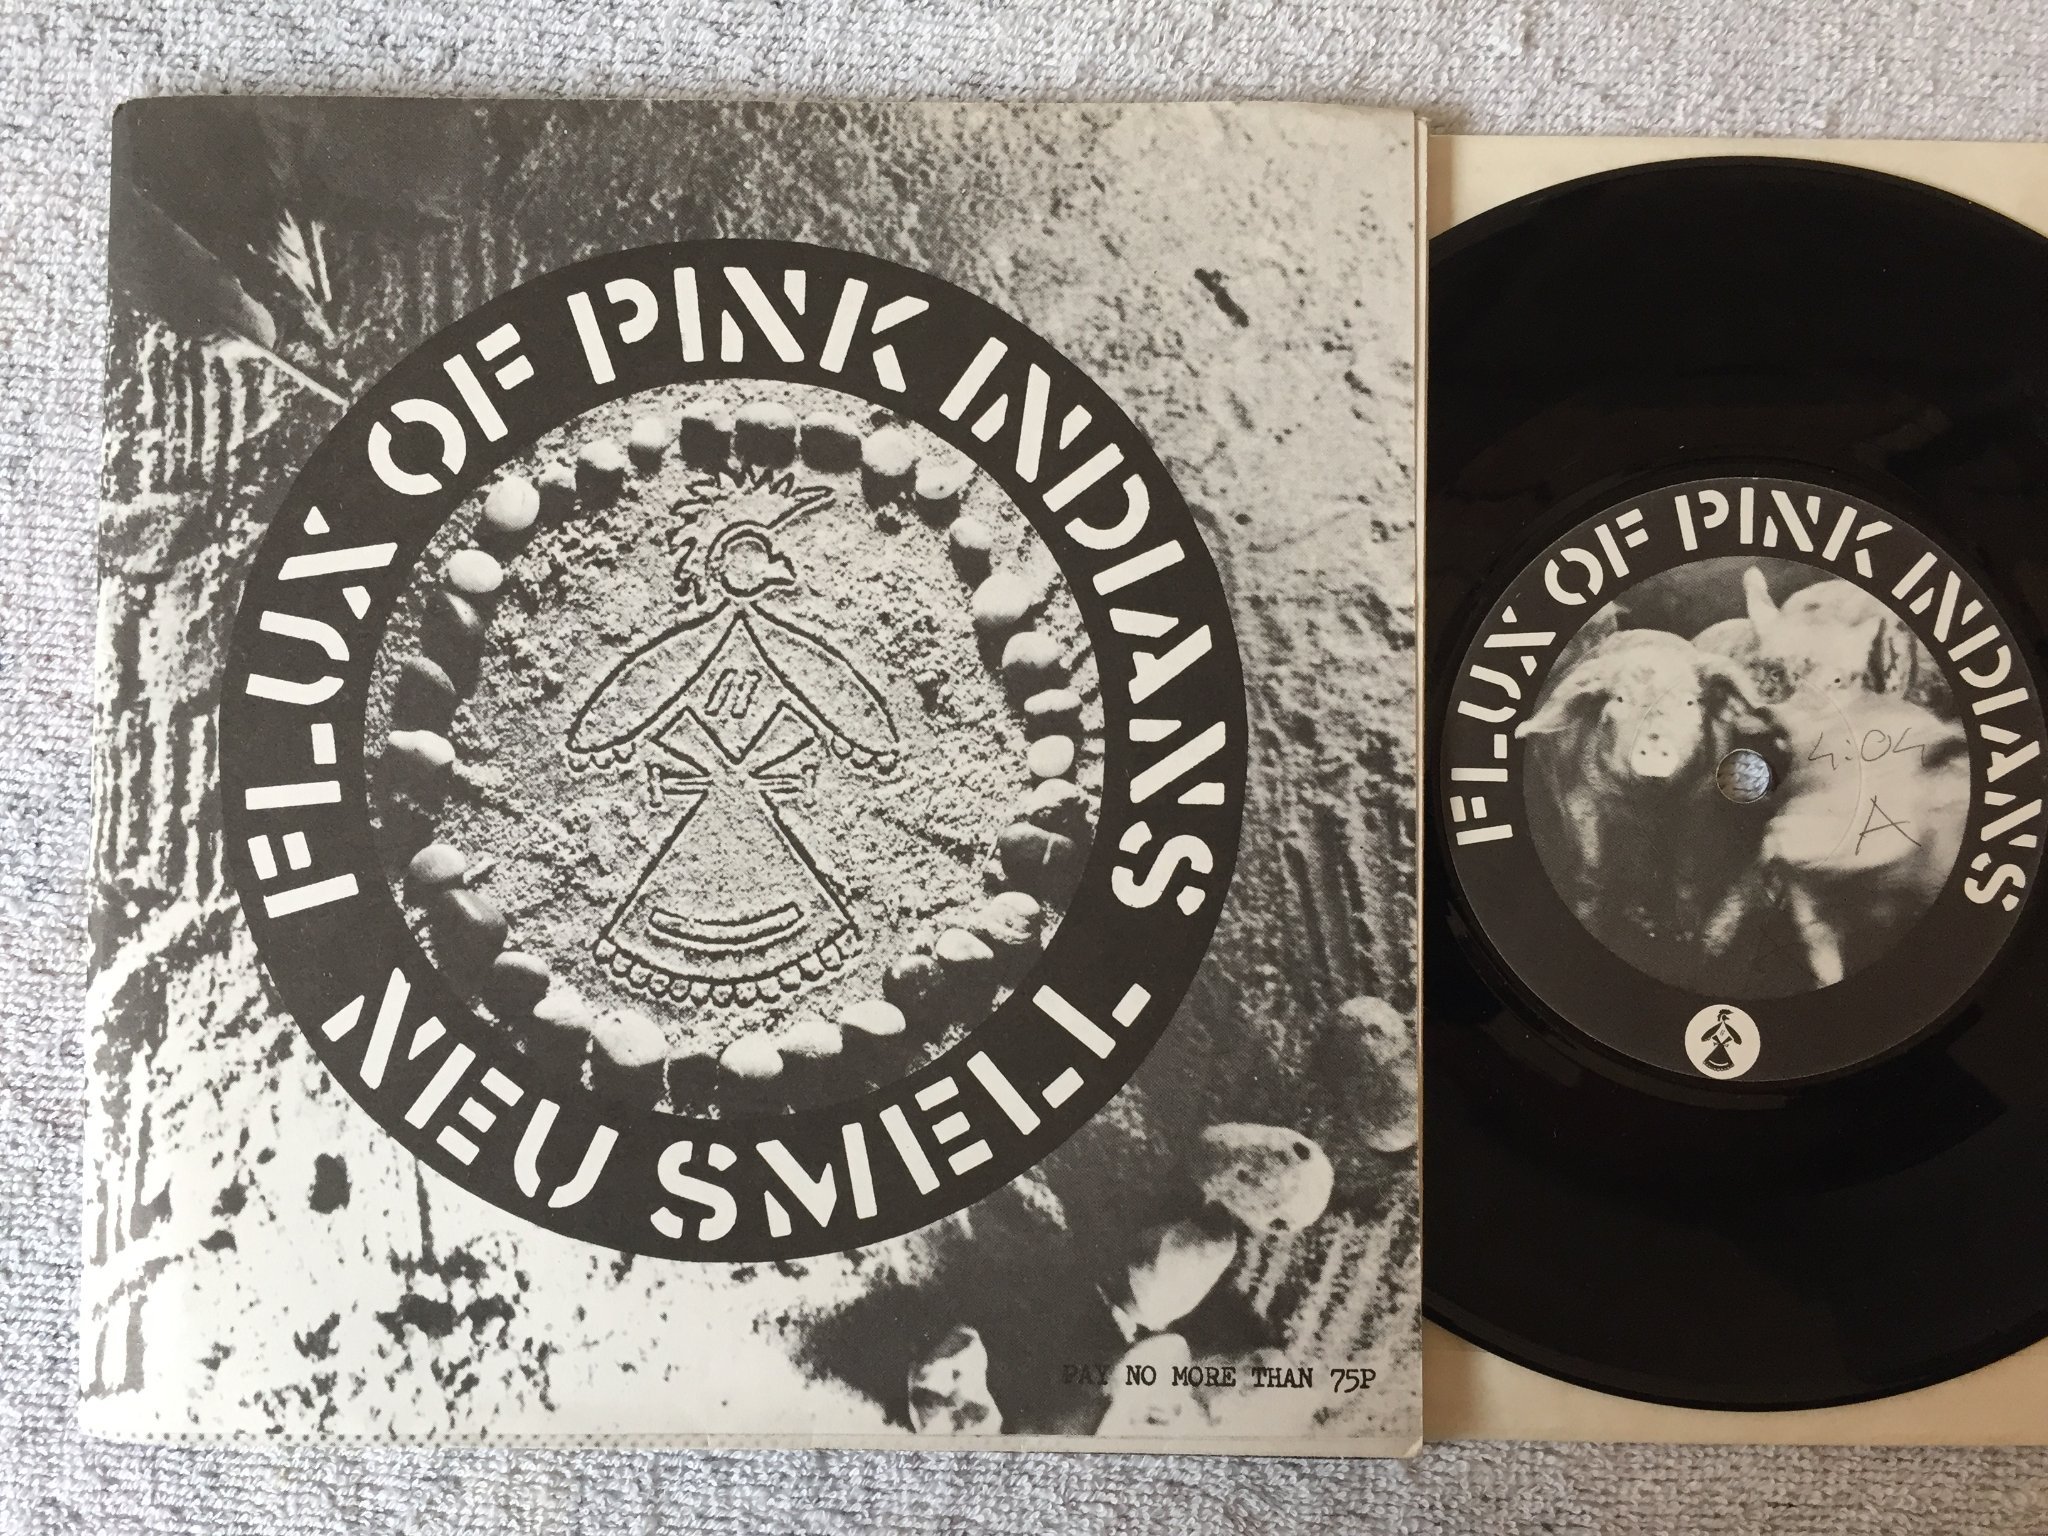 FLUX OF PINK INDIANS
NEU SMELL
PAY NO MORE THAN 75P
FLUX OF PINK INDIANS
4:04
A